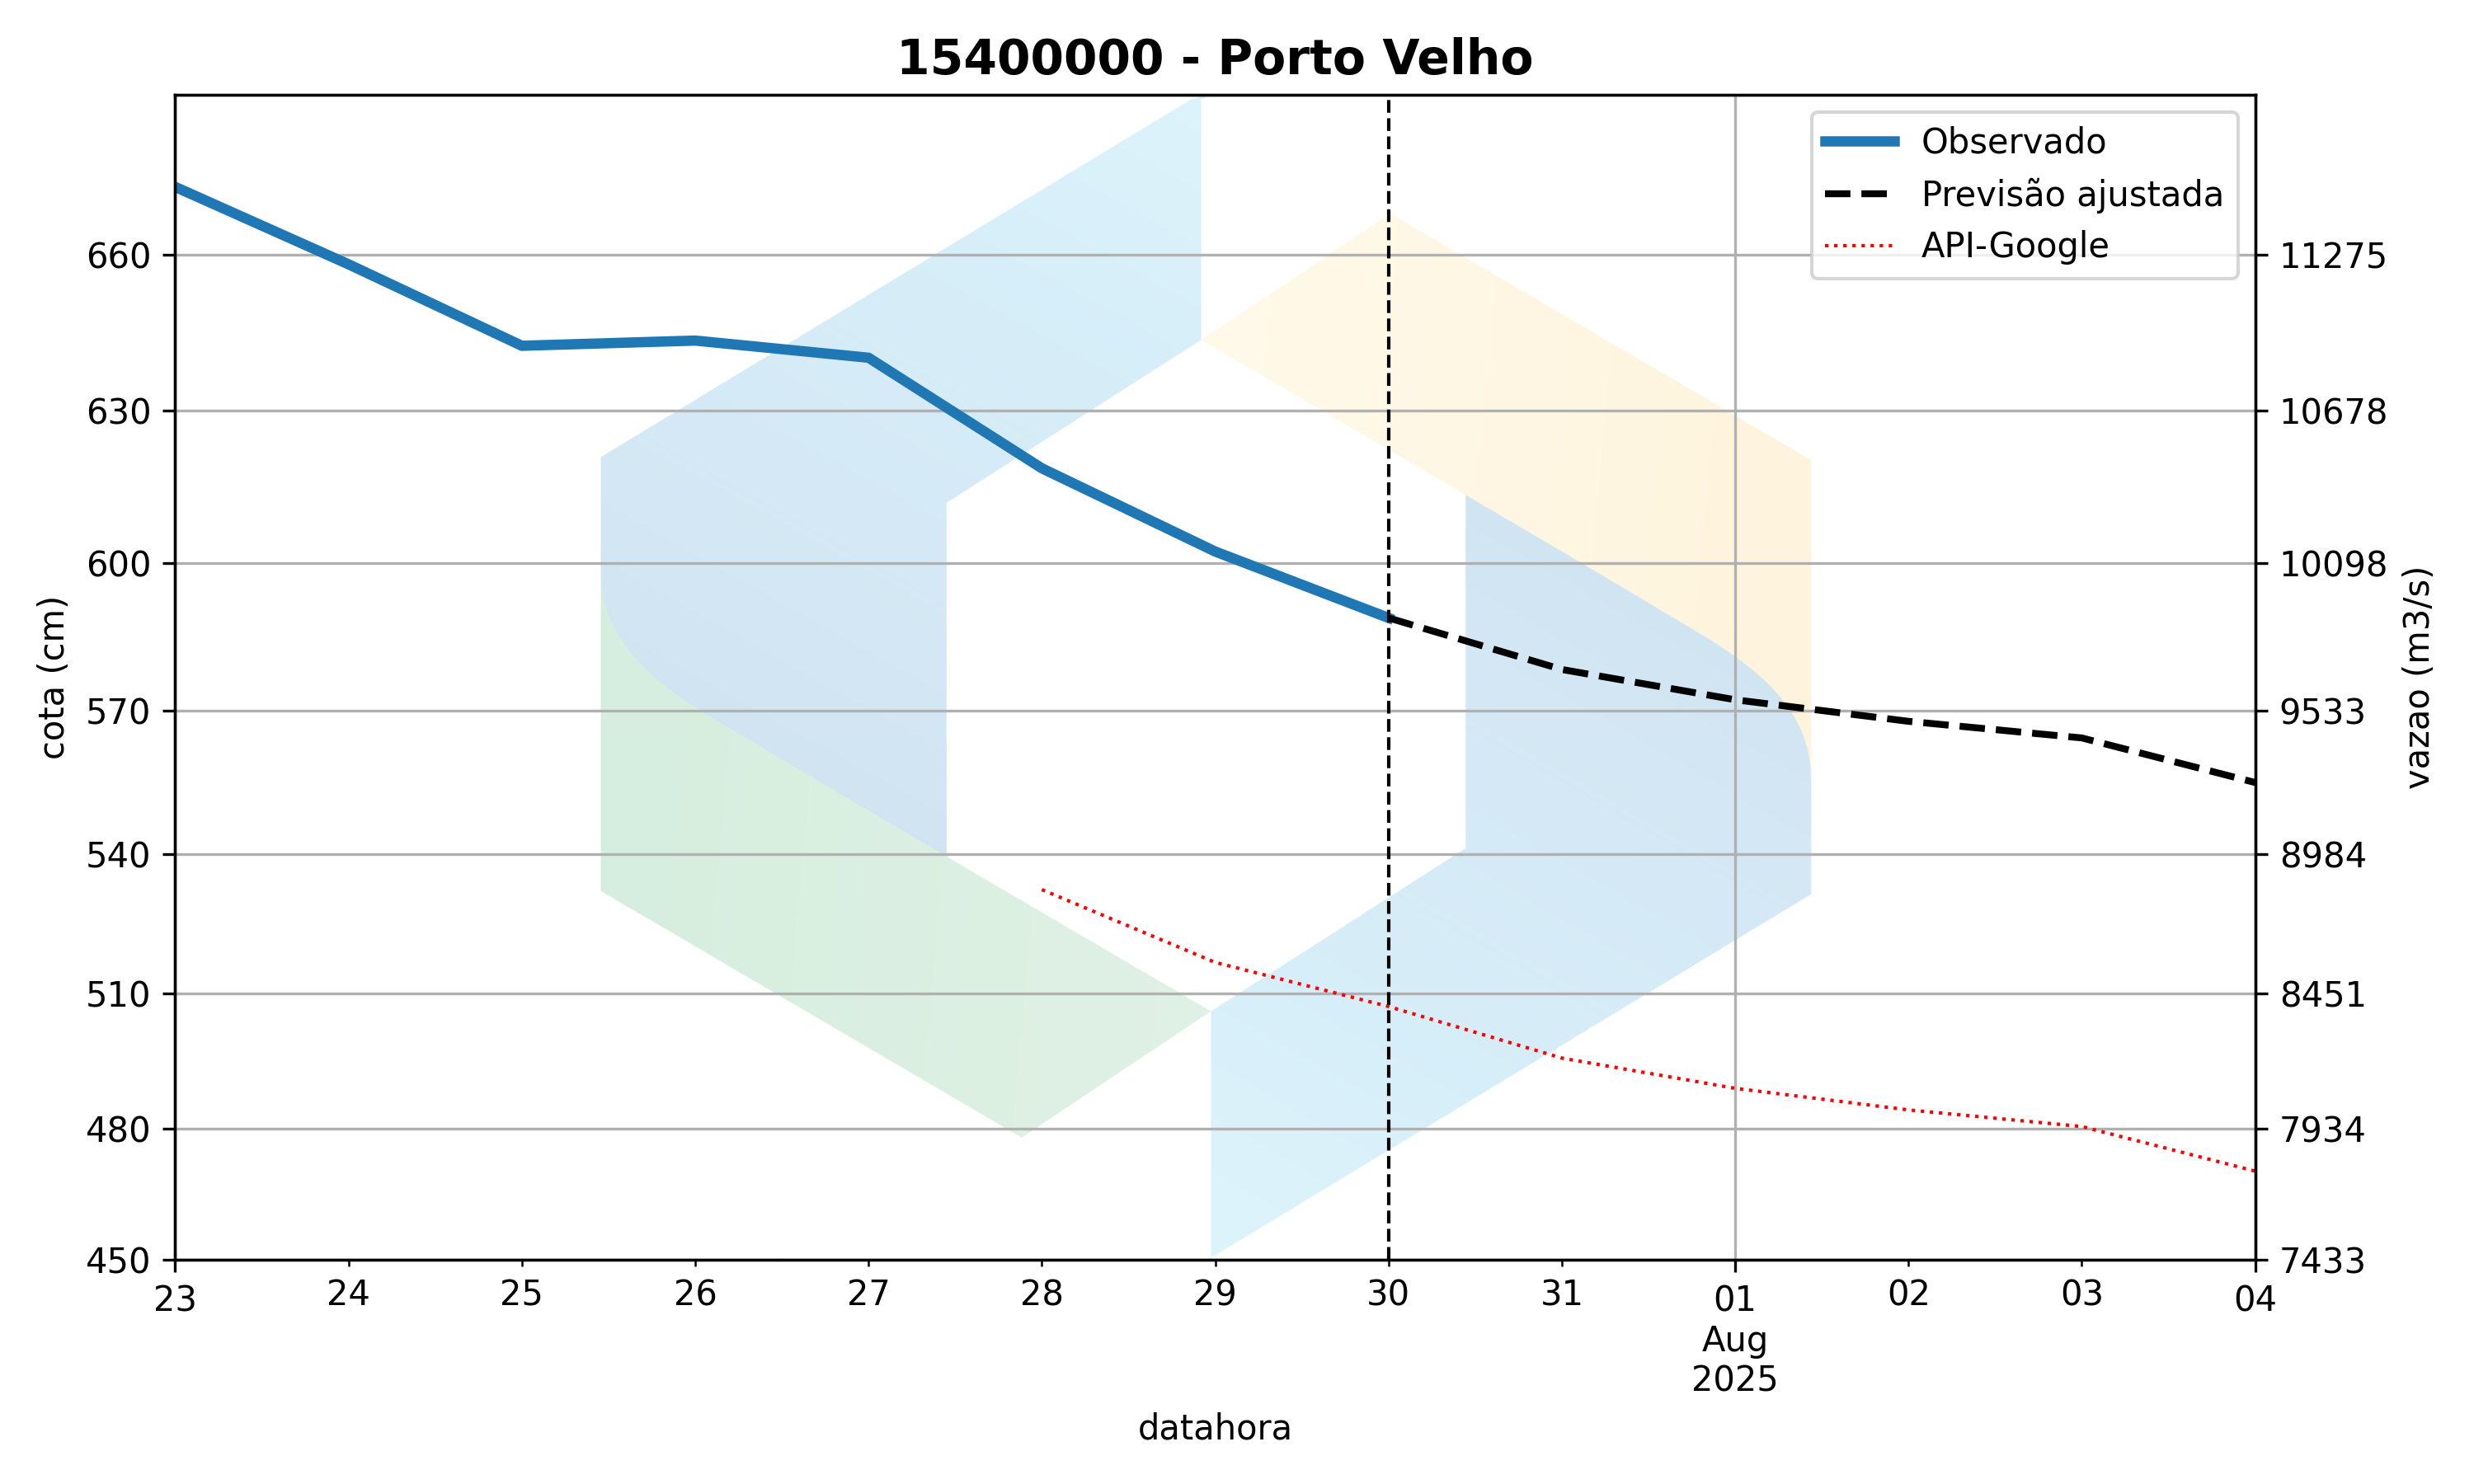 15400000 - Porto Velho
Observado
Previsão ajustada
API-Google
660
630
600
570
540
510
480
450
cota (cm)
11275
10678
10098
9533
8984
8451
7934
7433
vazao (m3/s)
23 24 25 26 27 28 29 30 31 01 02 03 04
Aug
2025
datahora